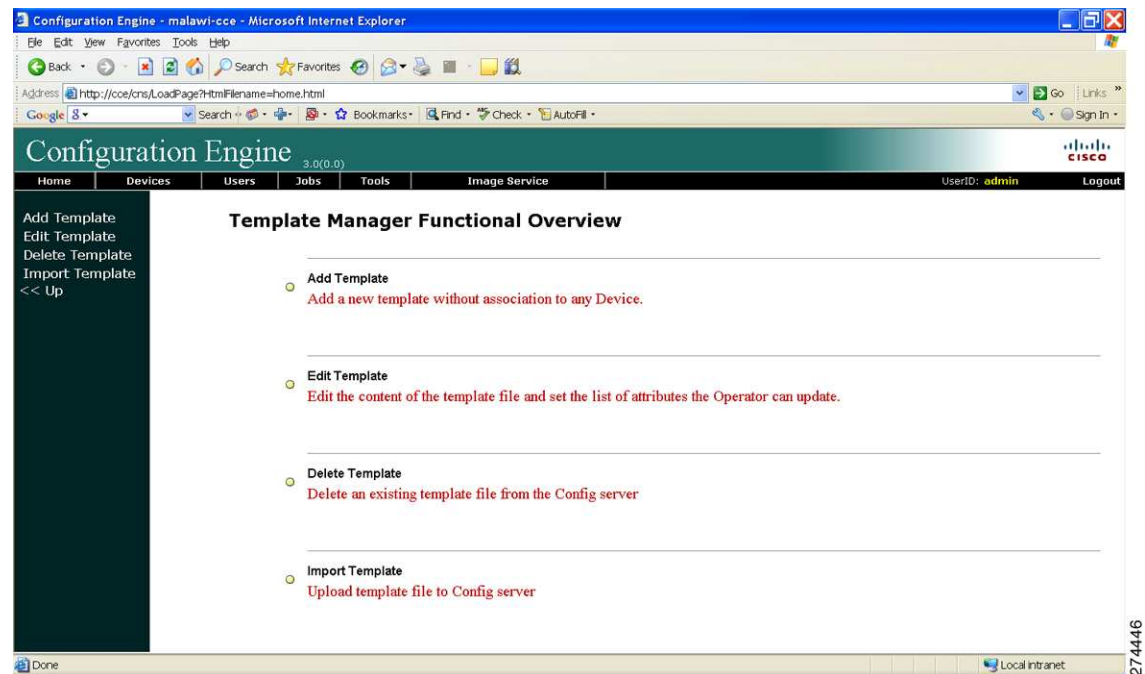 Configuration Engine - malawi-cce - Microsoft Internet Explorer
File Edit View Favorites Tools Help
Back Search Favorites
Address http://cce/cns/LoadPage?HtmlFilename=home.html Go Links »
Google Search Bookmarks Find Check AutoFill Sign In
Configuration Engine 3.0(0.0)
CISCO
Home Devices Users Jobs Tools Image Service UserID: admin Logout
Add Template
Edit Template
Delete Template
Import Template
<< Up
Template Manager Functional Overview
Add Template
Add a new template without association to any Device.
Edit Template
Edit the content of the template file and set the list of attributes the Operator can update.
Delete Template
Delete an existing template file from the Config server
Import Template
Upload template file to Config server
Done Local intranet
274446